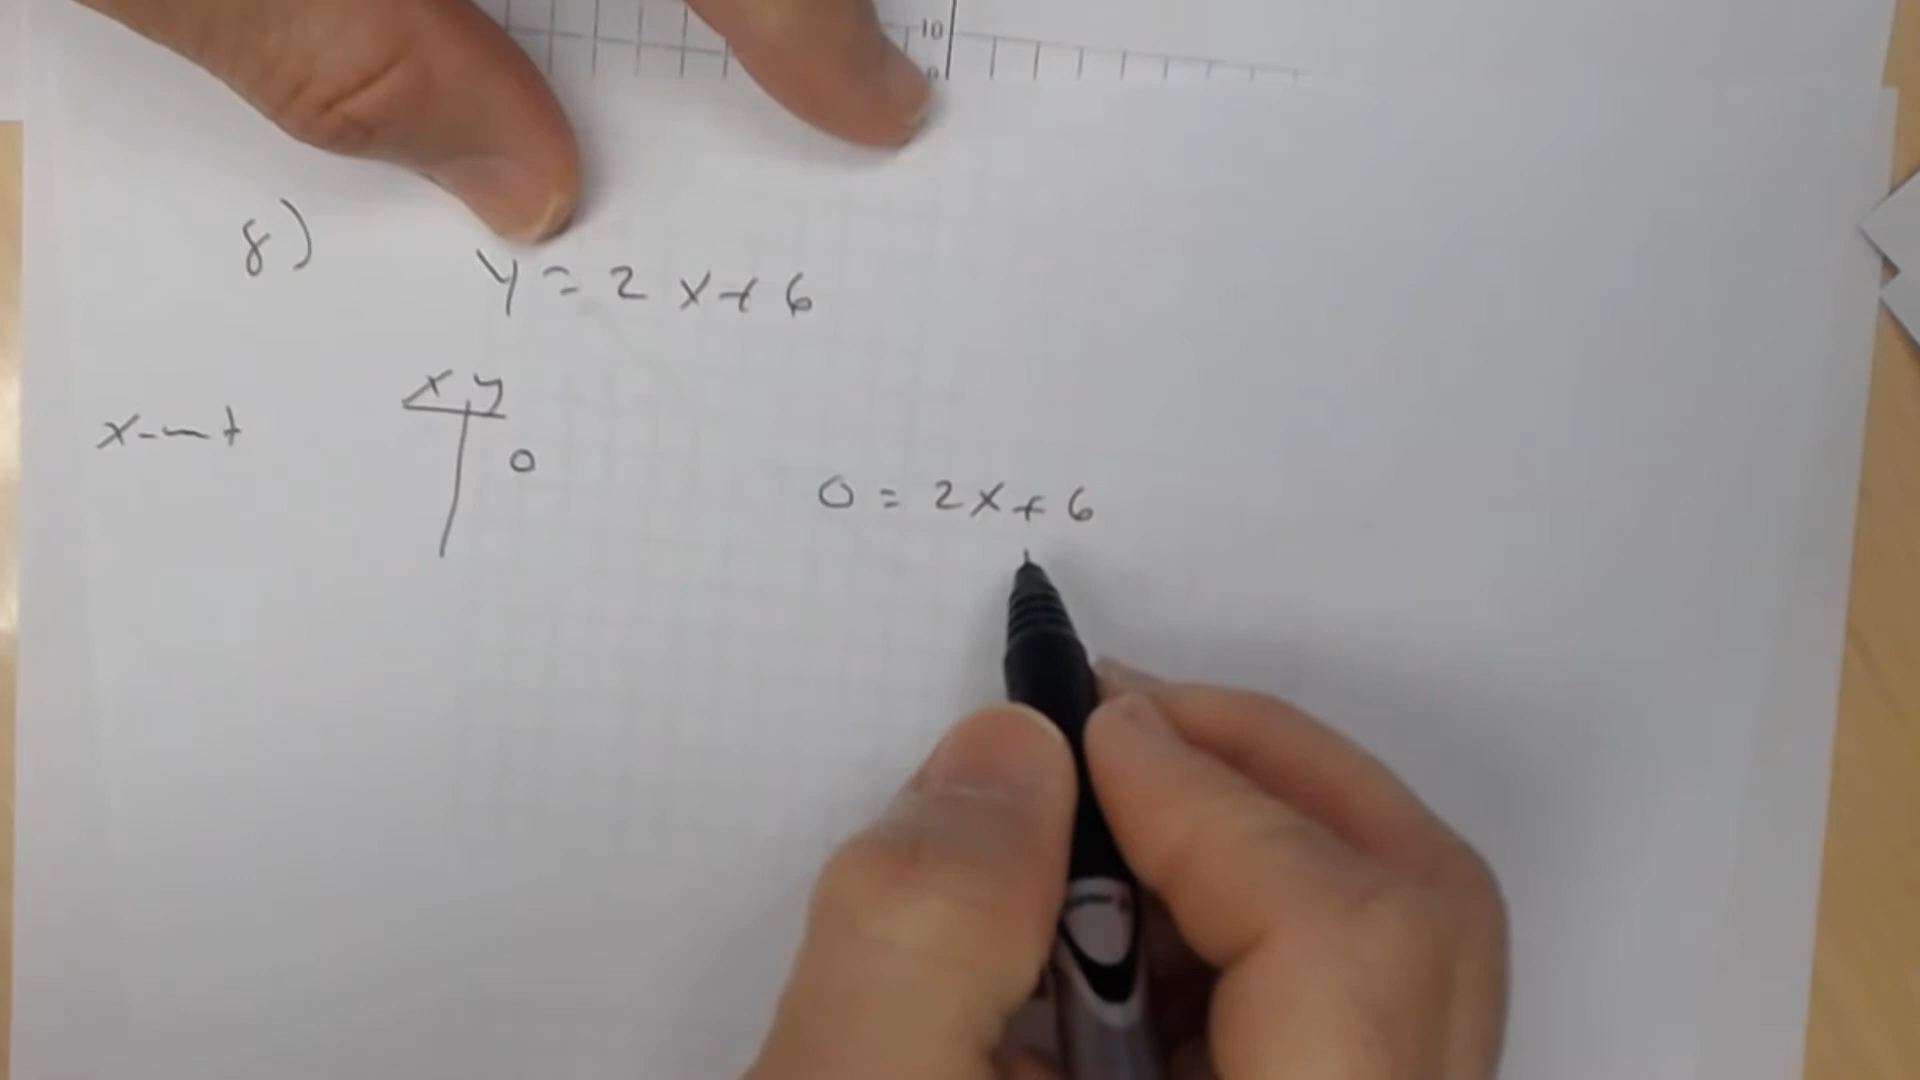 10
8) y = 2x + 6
x y
x-int 0
0 = 2x + 6